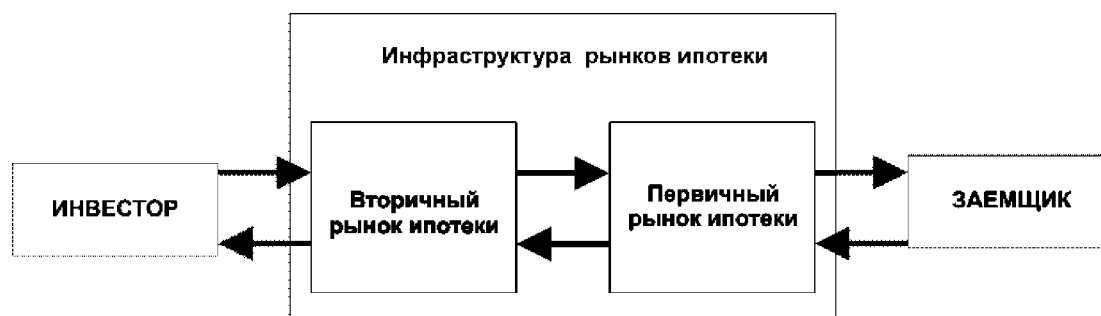 Инфраструктура рынков ипотеки
ИНВЕСТОР
Вторичный
рынок ипотеки
Первичный
рынок ипотеки
ЗАЕМЩИК